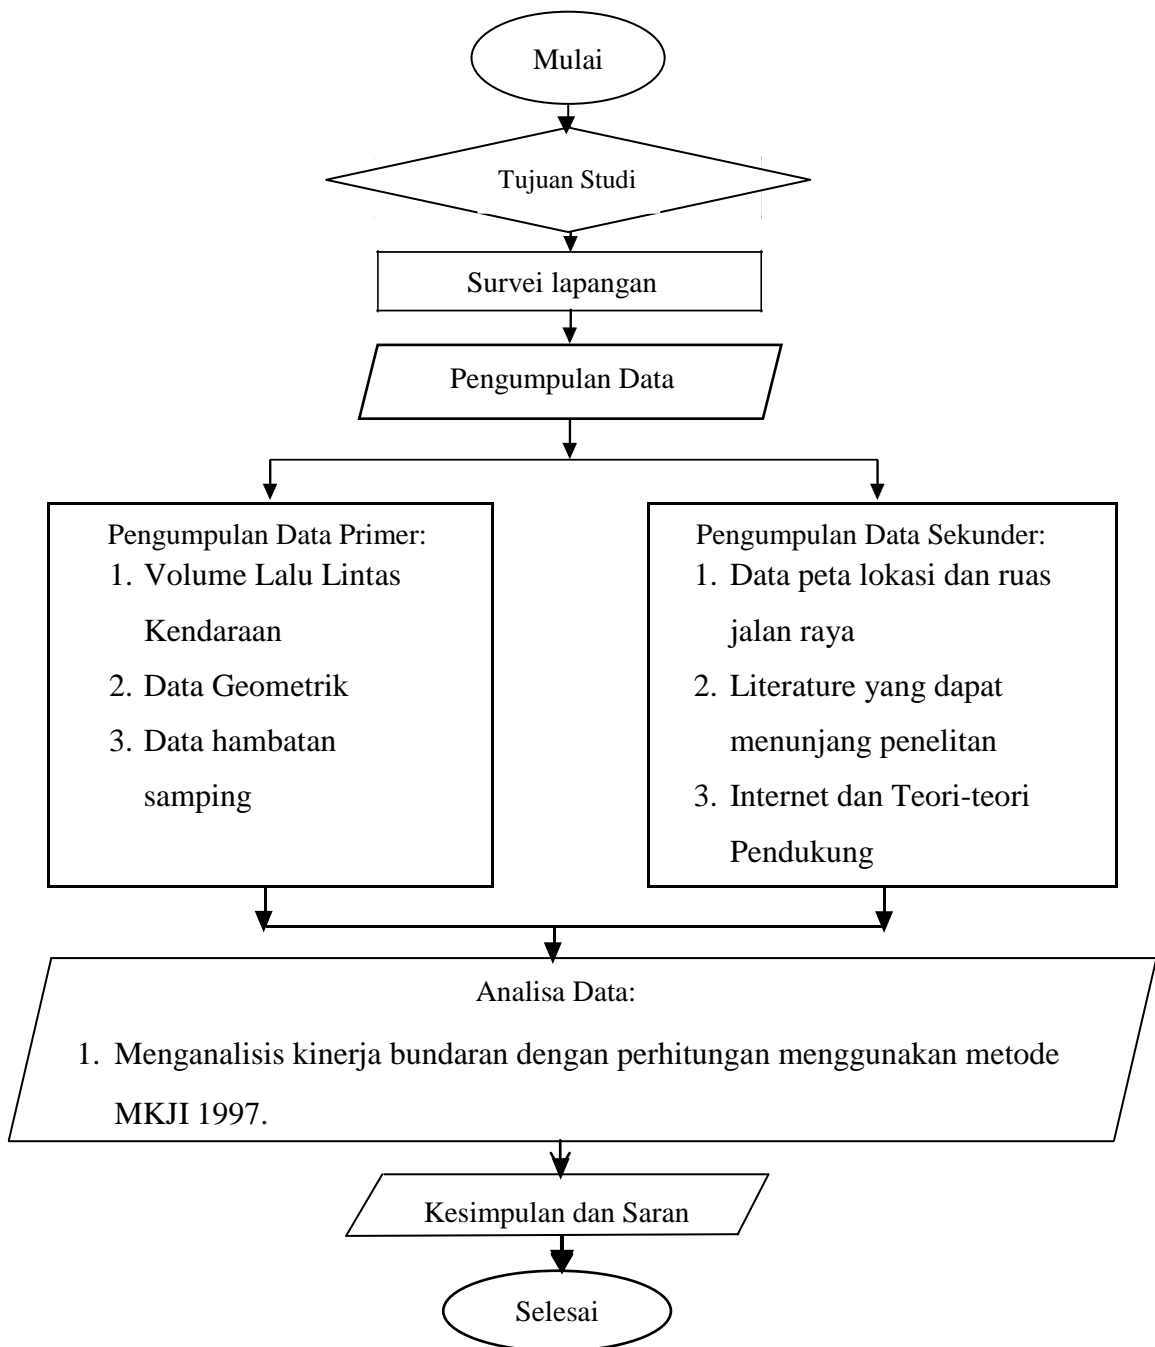 Mulai
Tujuan Studi
Survei lapangan
Pengumpulan Data
Pengumpulan Data Primer:
1. Volume Lalu Lintas
Kendaraan
2. Data Geometrik
3. Data hambatan
samping
Pengumpulan Data Sekunder:
1. Data peta lokasi dan ruas
jalan raya
2. Literature yang dapat
menunjang penelitan
3. Internet dan Teori-teori
Pendukung
Analisa Data:
1. Menganalisis kinerja bundaran dengan perhitungan menggunakan metode
MKJI 1997.
Kesimpulan dan Saran
Selesai